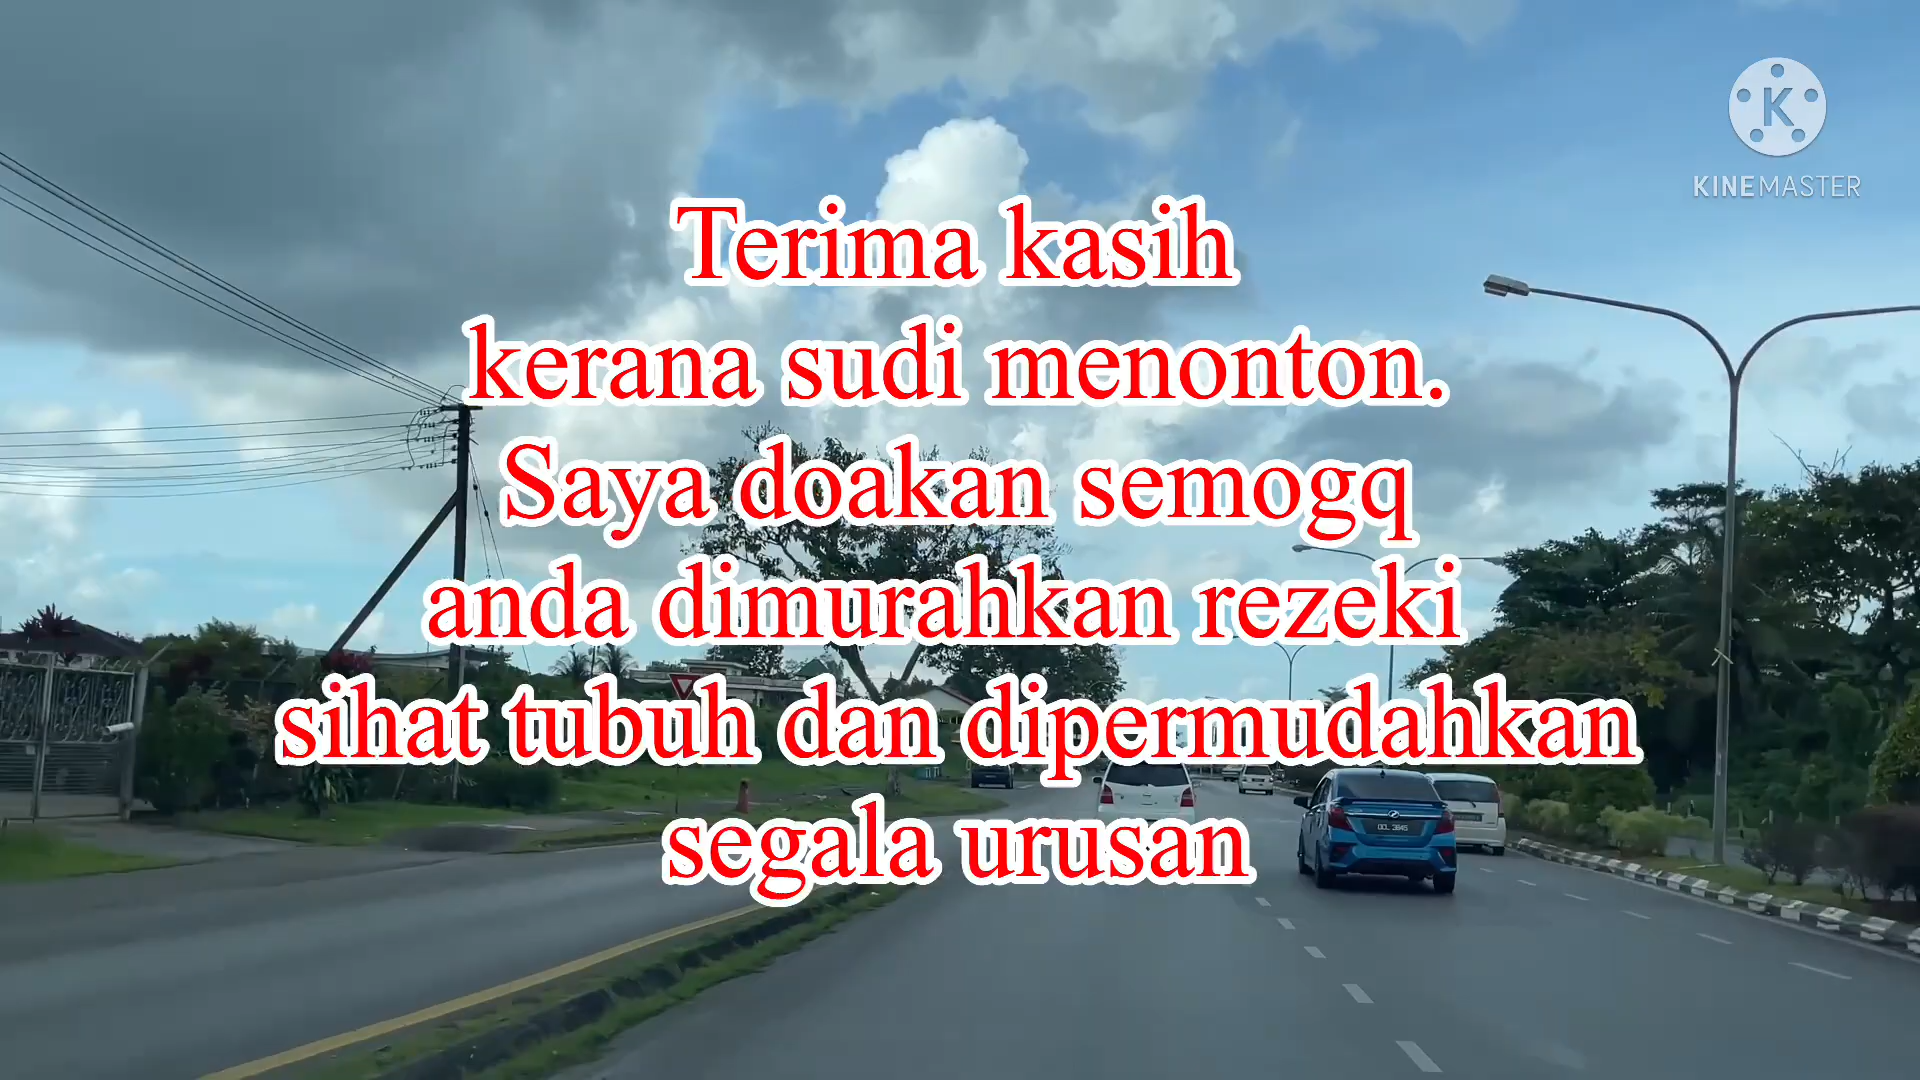 KINEMASTER
Terima kasih
kerana sudi menonton.
Saya doakan semogq
anda dimurahkan rezeki
sihat tubuh dan dipermudahkan
segala urusan